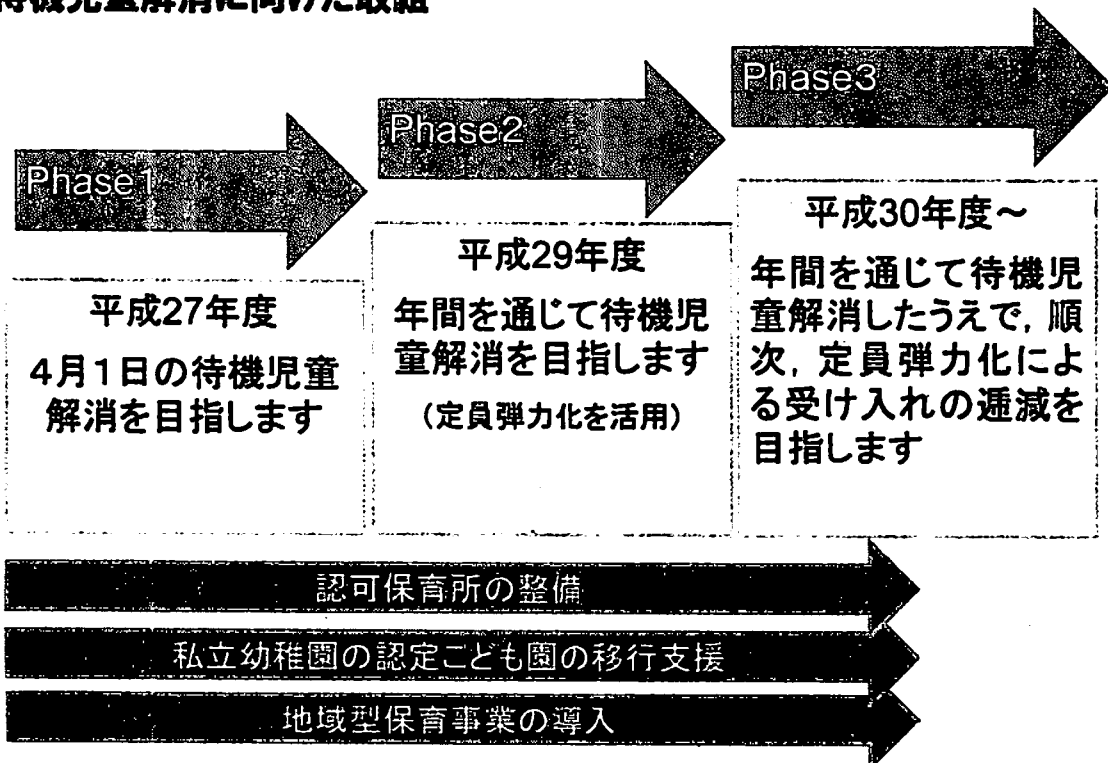 待機児童解消に向けた取組
Phase1
Phase2
Phase3
平成27年度
4月1日の待機児童
解消を目指します
平成29年度
年間を通じて待機児
童解消を目指します
(定員弾力化を活用)
平成30年度～
年間を通じて待機児
童解消したうえで，順
次，定員弾力化によ
る受け入れの逓減を
目指します
認可保育所の整備
私立幼稚園の認定こども園の移行支援
地域型保育事業の導入